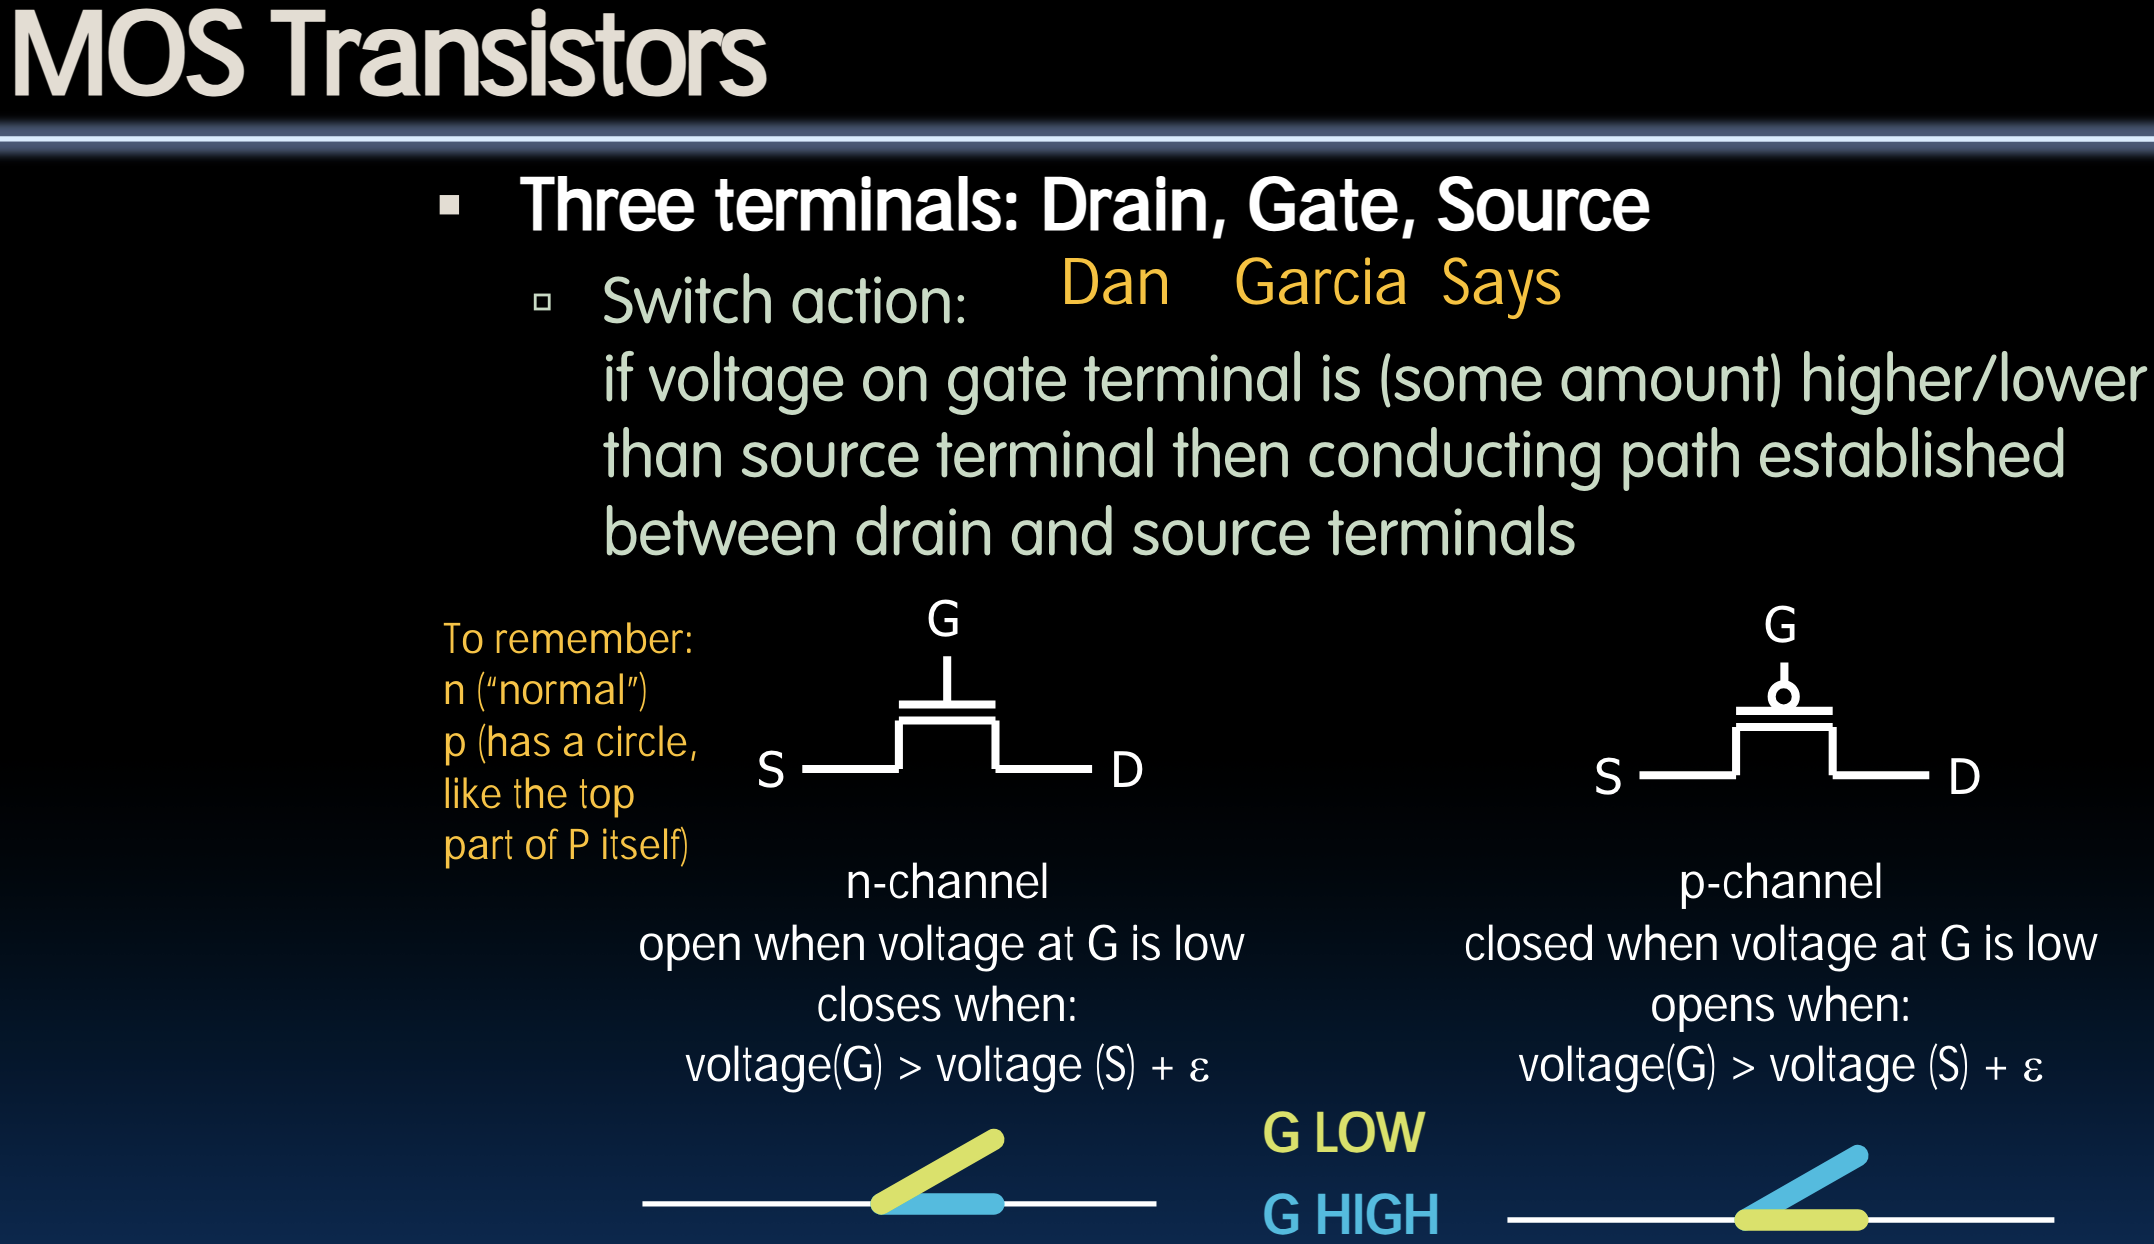 MOS Transistors
Three terminals: Drain, Gate, Source
Dan Garcia Says
Switch action:
if voltage on gate terminal is (some amount) higher/lower
than source terminal then conducting path established
between drain and source terminals
To remember:
n (“normal”)
p (has a circle,
like the top
part of P itself)
G
S
D
n-channel
open when voltage at G is low
closes when:
voltage(G) > voltage (S) + ε
G
S
D
p-channel
closed when voltage at G is low
opens when:
voltage(G) > voltage (S) + ε
G LOW
G HIGH